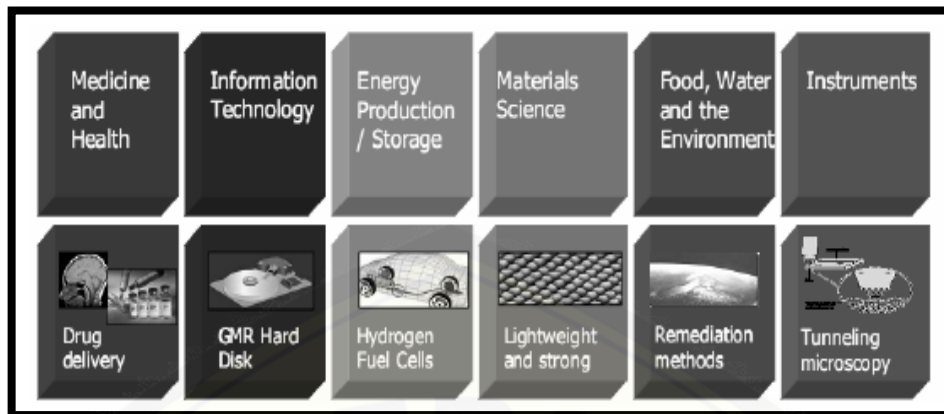 Medicine
and
Health
Information
Technology
Energy
Production
/ Storage
Materials
Science
Food, Water
and the
Environment
Instruments
Drug
delivery
GMR Hard
Disk
Hydrogen
Fuel Cells
Lightweight
and strong
Remediation
methods
Tunneling
microscopy